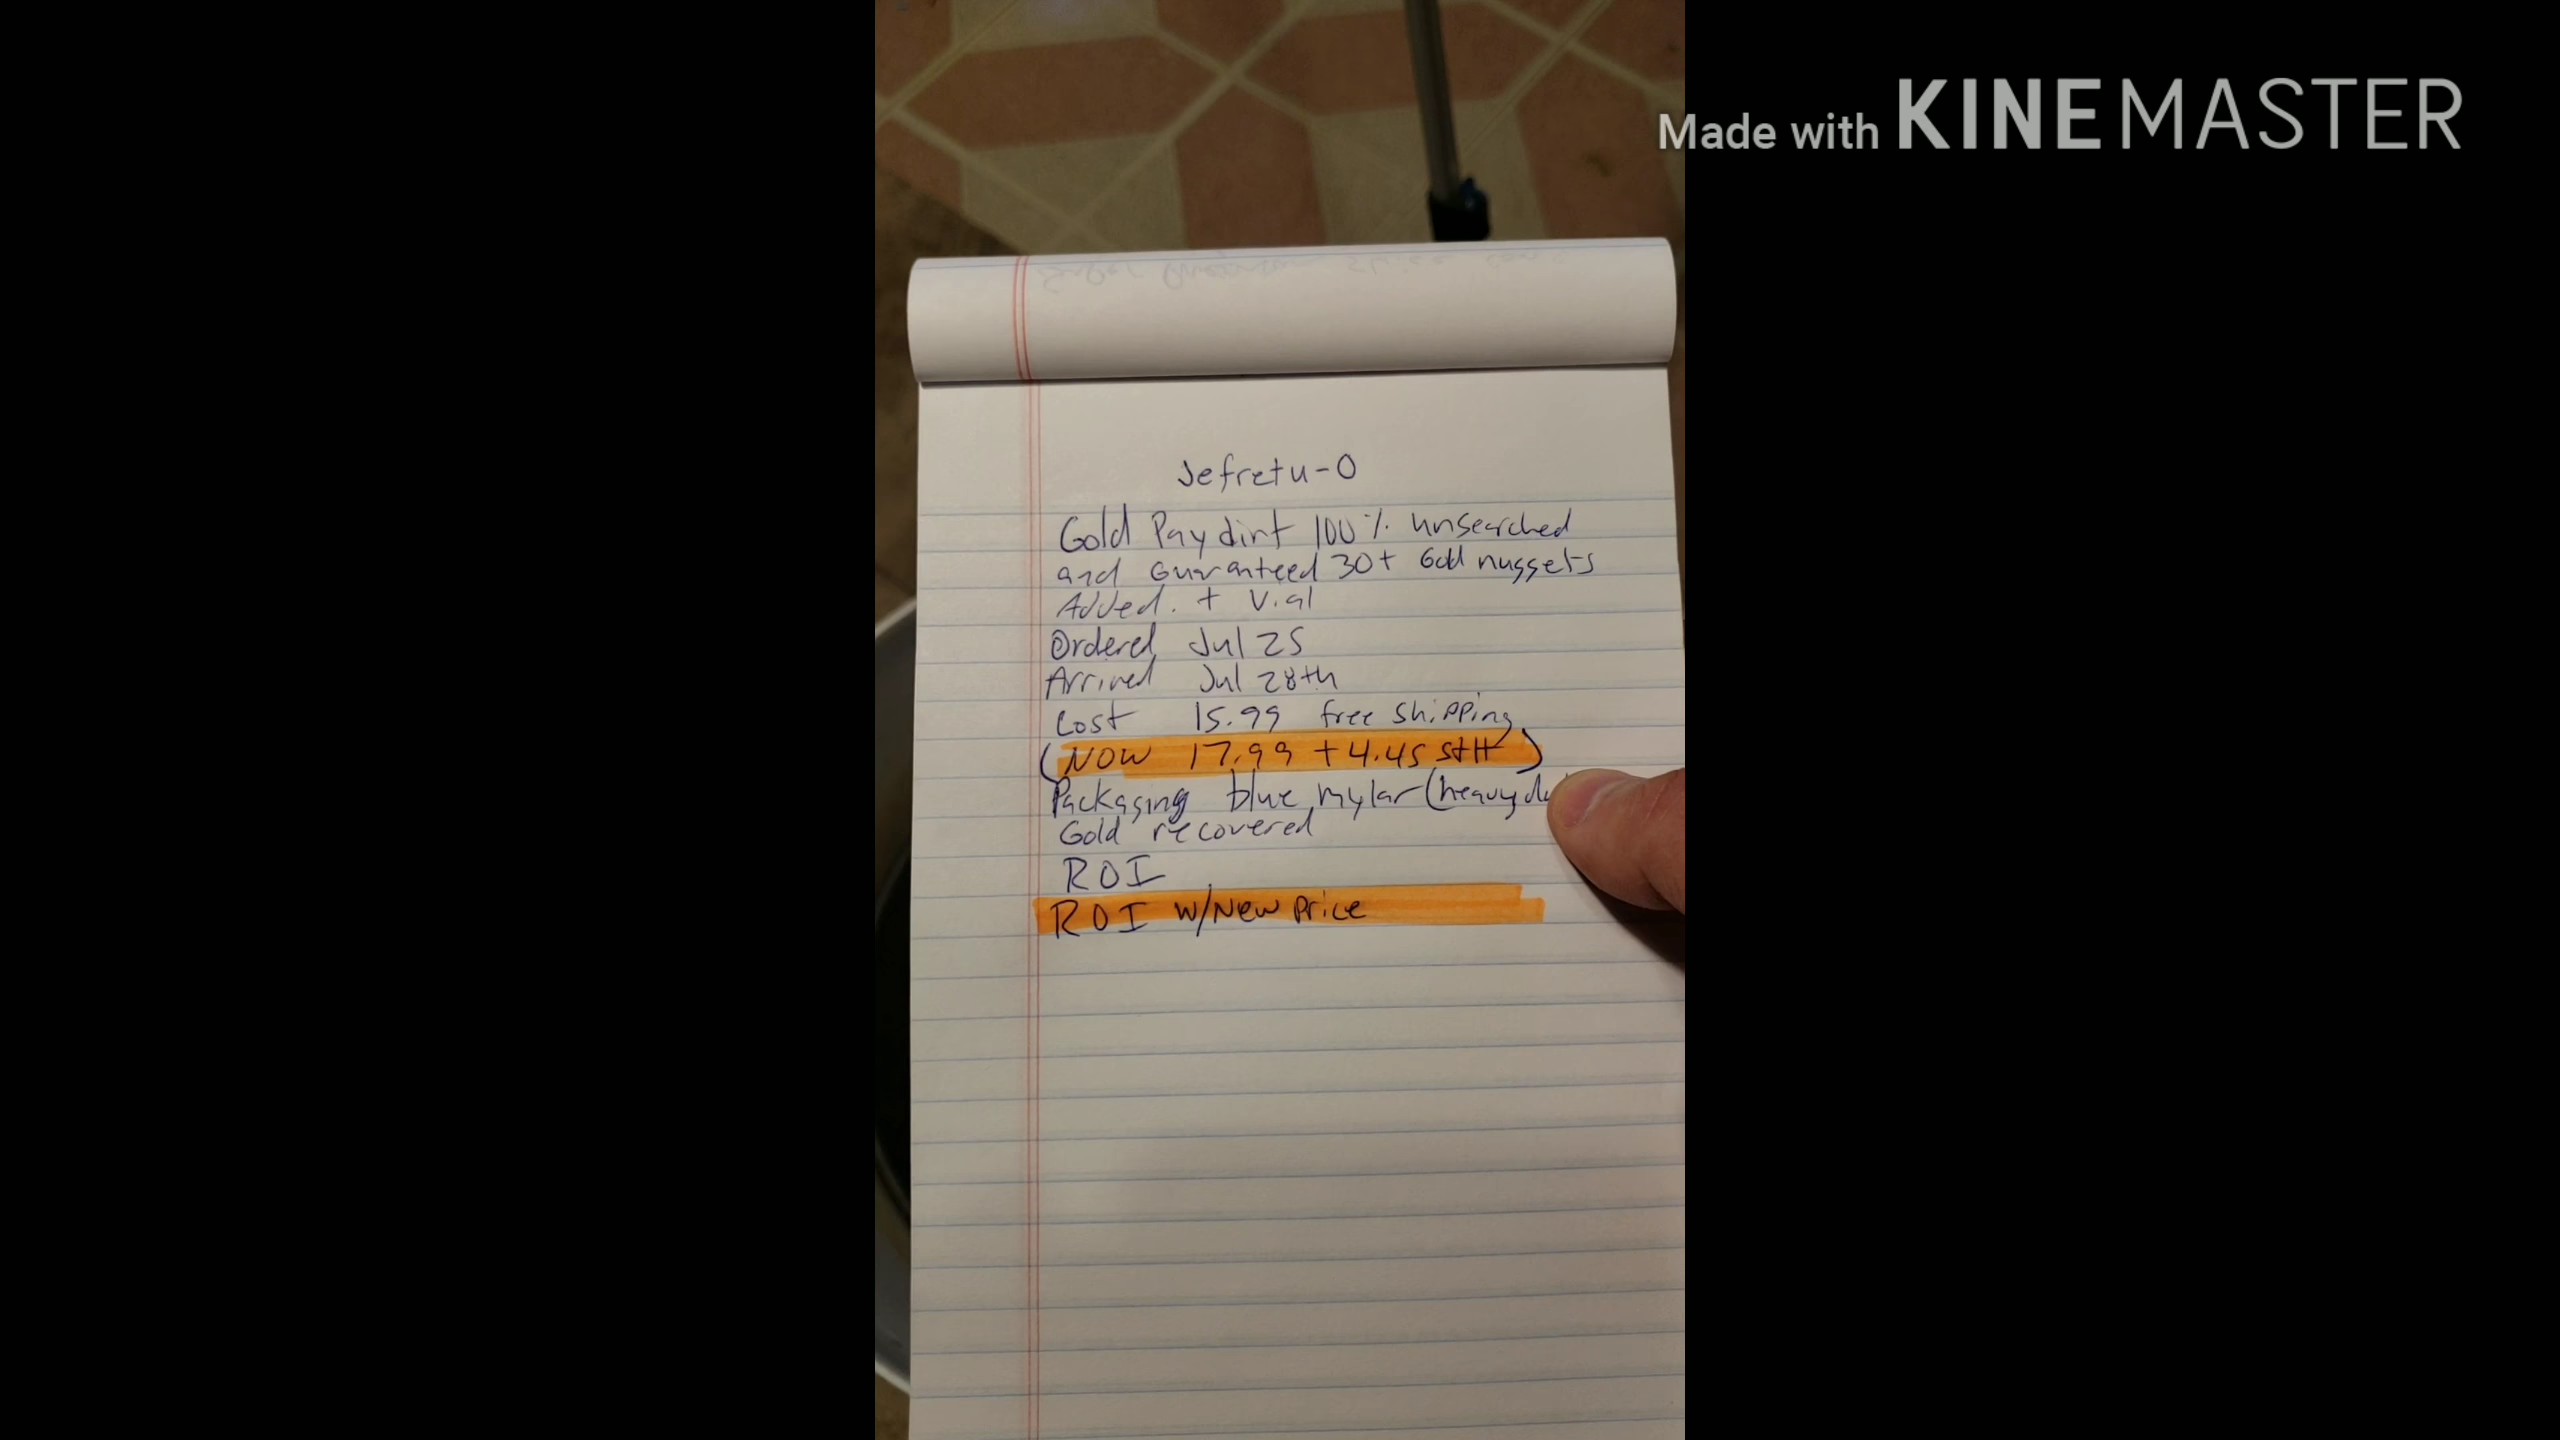 Made with KINEMASTER
Jefretu-0
Gold Paydirt 100% unsearched
and Guaranteed 30+ Gold nuggets
Added. + Vial
Ordered Jul 25
Arrived Jul 28th
Cost 15.99 free shipping
(NOW 17.99 + 4.45 S+H)
Packaging blue mylar (heavy du
Gold recovered
ROI
ROI w/New price